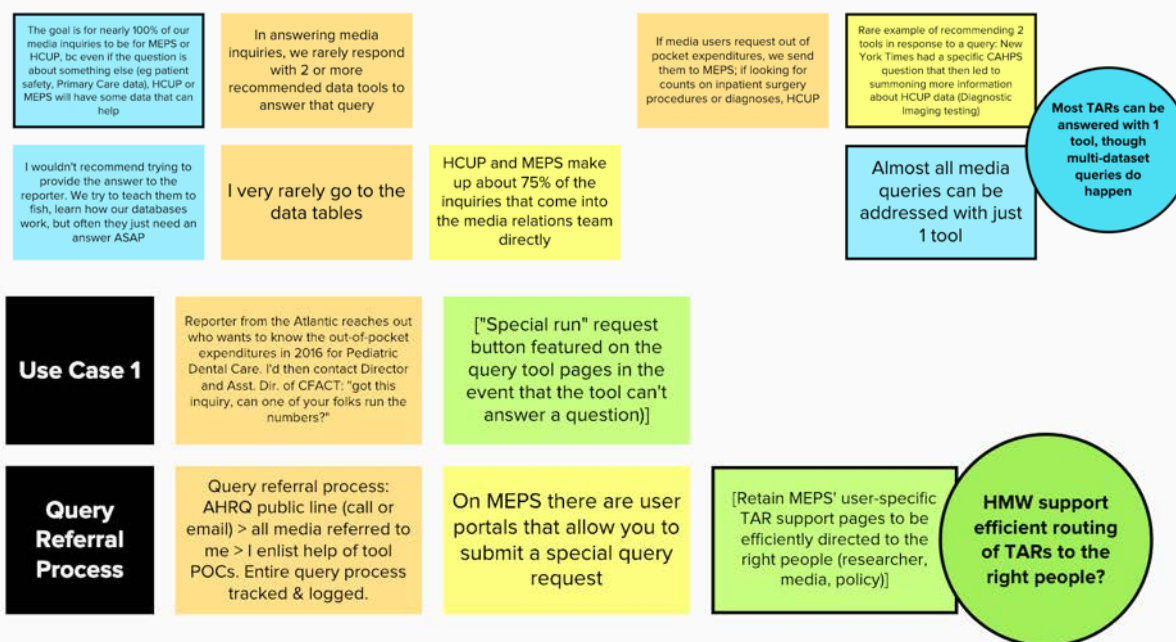 The goal is for nearly 100% of our
media inquiries to be for MEPS or
HCUP, bc even if the question is
about something else (eg patient
safety, Primary Care data), HCUP or
MEPS will have some data that can
help
In answering media
inquiries, we rarely respond
with 2 or more
recommended data tools to
answer that query
If media users request out of
pocket expenditures, we send
them to MEPS; if looking for
counts on inpatient surgery
procedures or diagnoses, HCUP
Rare example of recommending 2
tools in response to a query: New
York Times had a specific CAHPS
question that then led to
summoning more information
about HCUP data (Diagnostic
Imaging testing)
Most TARs can be
answered with 1
tool, though
multi-dataset
queries do
happen
I wouldn't recommend trying to
provide the answer to the
reporter. We try to teach them to
fish, learn how our databases
work, but often they just need an
answer ASAP
I very rarely go to the
data tables
HCUP and MEPS make
up about 75% of the
inquiries that come into
the media relations team
directly
Almost all media
queries can be
addressed with just
1 tool
Use Case 1
Reporter from the Atlantic reaches out
who wants to know the out-of-pocket
expenditures in 2016 for Pediatric
Dental Care. I'd then contact Director
and Asst. Dir. of CFACT: "got this
inquiry, can one of your folks run the
numbers?"
["Special run" request
button featured on the
query tool pages in the
event that the tool can't
answer a question)]
Query
Referral
Process
Query referral process:
AHRQ public line (call or
email) > all media referred to
me > I enlist help of tool
POCs. Entire query process
tracked & logged.
On MEPS there are user
portals that allow you to
submit a special query
request
[Retain MEPS' user-specific
TAR support pages to be
efficiently directed to the
right people (researcher,
media, policy)]
HMW support
efficient routing
of TARs to the
right people?